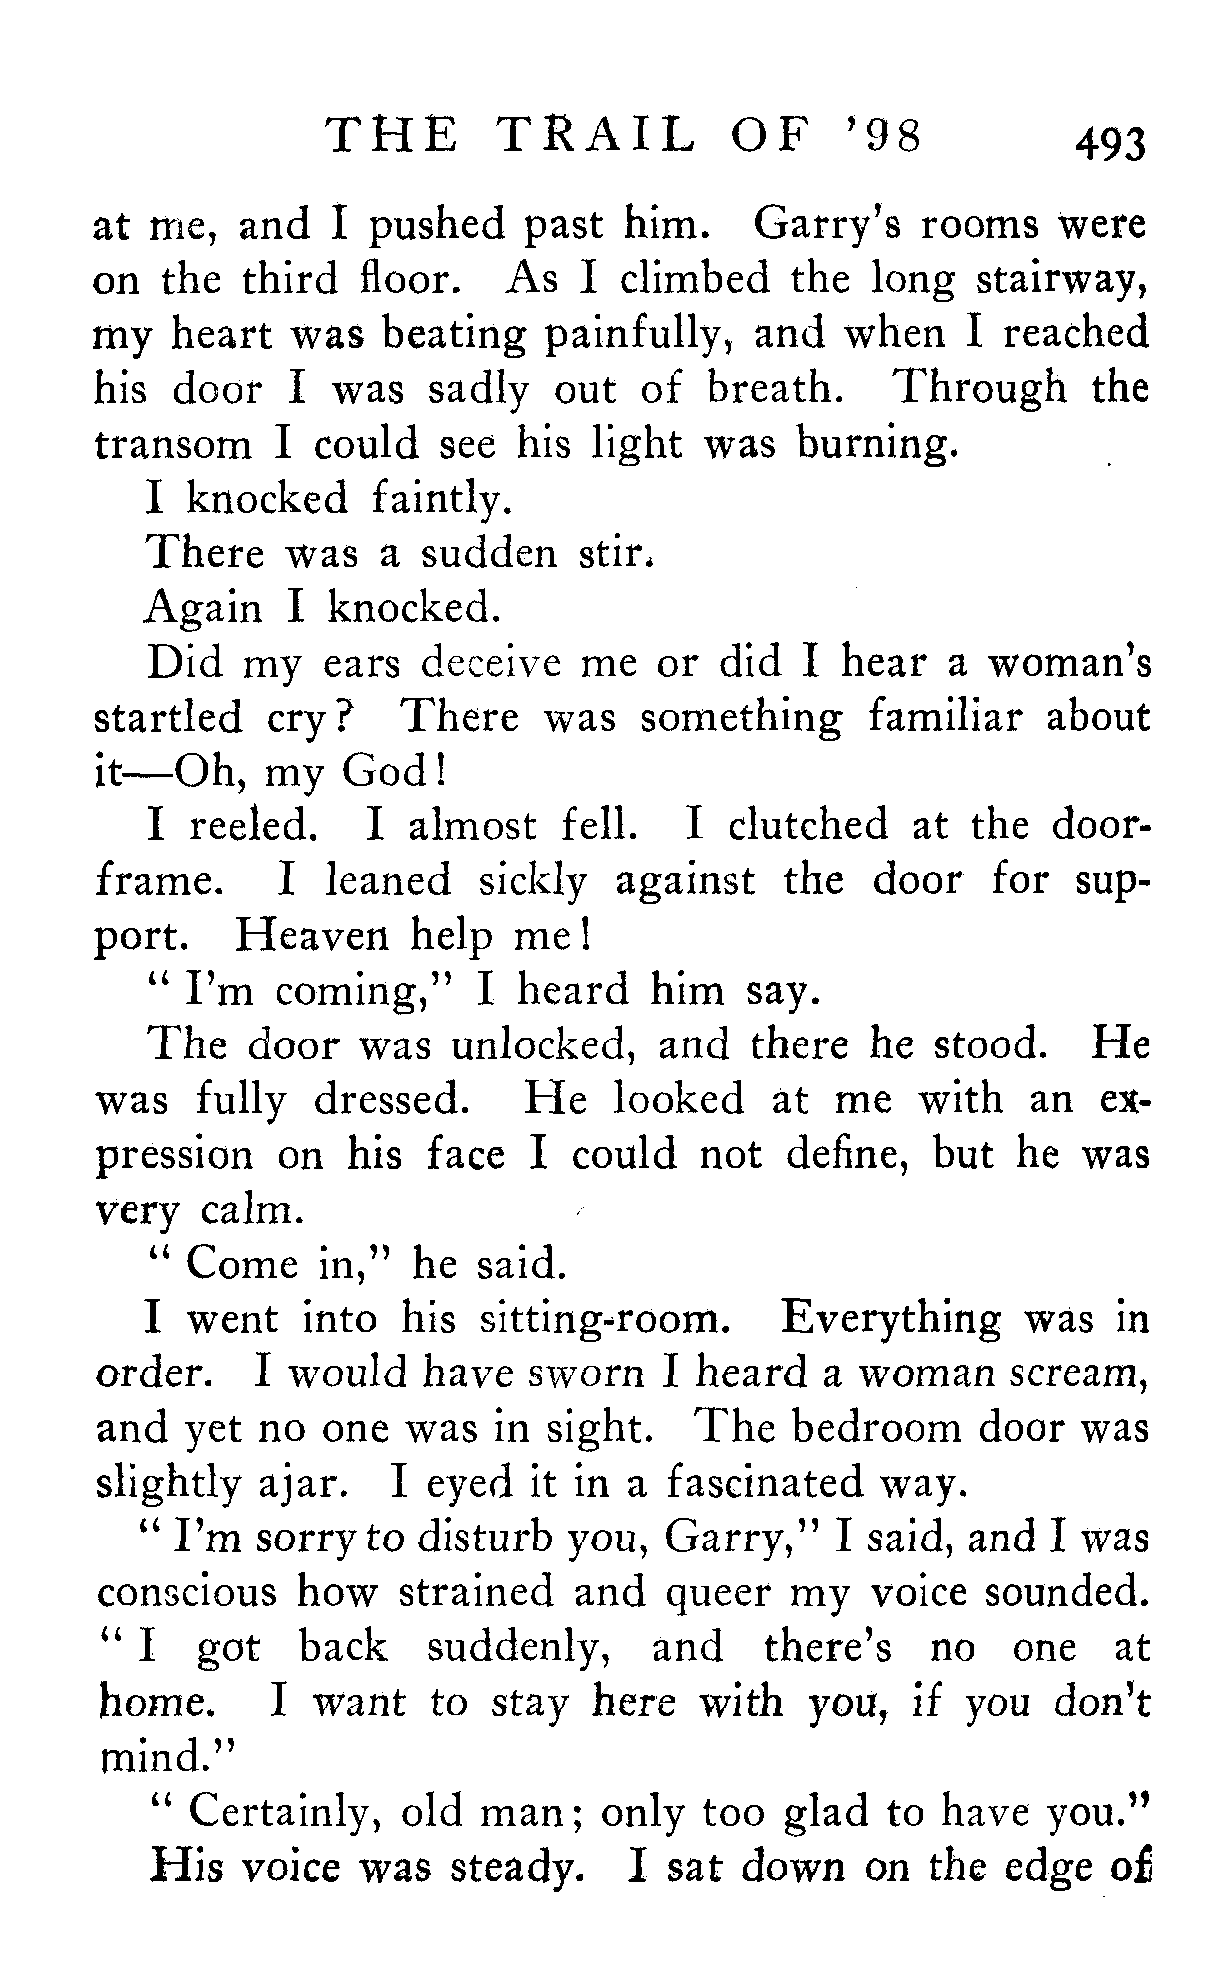 THE TRAIL OF '98 493
at me, and I pushed past him. Garry's rooms were
on the third floor. As I climbed the long stairway,
my heart was beating painfully, and when I reached
his door I was sadly out of breath. Through the
transom I could see his light was burning.
I knocked faintly.
There was a sudden stir.
Again I knocked.
Did my ears deceive me or did I hear a woman's
startled cry? There was something familiar about
it—Oh, my God!
I reeled. I almost fell. I clutched at the door-
frame. I leaned sickly against the door for sup-
port. Heaven help me!
"I'm coming," I heard him say.
The door was unlocked, and there he stood. He
was fully dressed. He looked at me with an ex-
pression on his face I could not define, but he was
very calm.
"Come in," he said.
I went into his sitting-room. Everything was in
order. I would have sworn I heard a woman scream,
and yet no one was in sight. The bedroom door was
slightly ajar. I eyed it in a fascinated way.
"I'm sorry to disturb you, Garry," I said, and I was
conscious how strained and queer my voice sounded.
"I got back suddenly, and there's no one at
home. I want to stay here with you, if you don't
mind."
"Certainly, old man; only too glad to have you."
His voice was steady. I sat down on the edge of